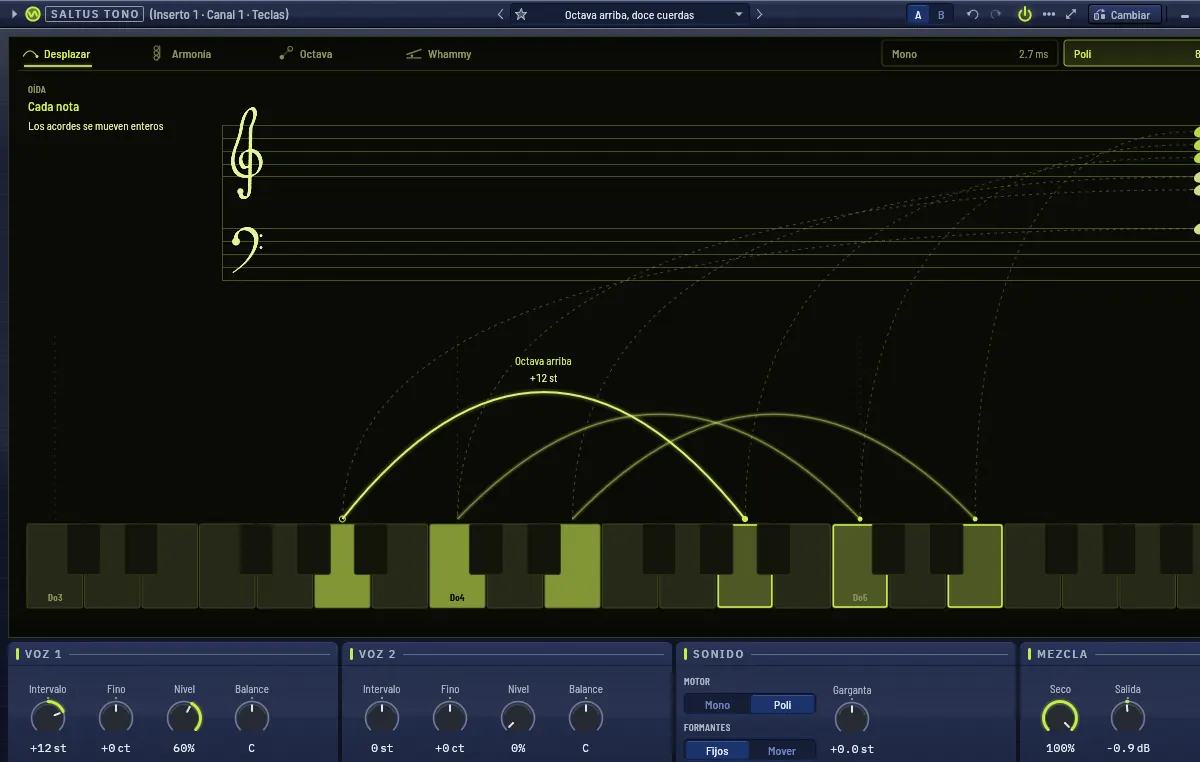 SALTUS TONO (Inserto 1 · Canal 1 · Teclas) Octava arriba, doce cuerdas A B Cambiar
Desplazar Armonía Octava Whammy Mono 2.7 ms Poli 8
OÍDA
Cada nota
Los acordes se mueven enteros
Octava arriba
+12 st
Do3 Do4 Do5
VOZ 1 VOZ 2 SONIDO MEZCLA
MOTOR
Intervalo Fino Nivel Balance Intervalo Fino Nivel Balance Garganta Seco Salida
Mono Poli
FORMANTES
+12 st +0 ct 60% C 0 st +0 ct 0% C Fijos Mover +0.0 st 100% -0.9 dB